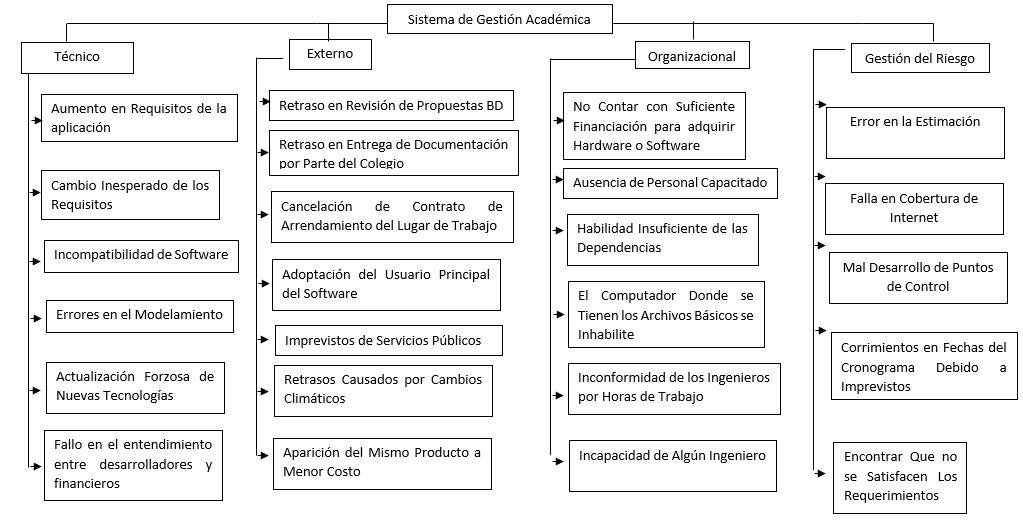 Sistema de Gestión Académica
Técnico
Aumento en Requisitos de la
aplicación
Cambio Inesperado de los
Requisitos
Incompatibilidad de Software
Errores en el Modelamiento
Actualización Forzosa de
Nuevas Tecnologías
Fallo en el entendimiento
entre desarrolladores y
financieros
Externo
Retraso en Revisión de Propuestas BD
Retraso en Entrega de Documentación
por Parte del Colegio
Cancelación de Contrato de
Arrendamiento del Lugar de Trabajo
Adoptación del Usuario Principal
del Software
Imprevistos de Servicios Públicos
Retrasos Causados por Cambios
Climáticos
Aparición del Mismo Producto a
Menor Costo
Organizacional
No Contar con Suficiente
Financiación para adquirir
Hardware o Software
Ausencia de Personal Capacitado
Habilidad Insuficiente de las
Dependencias
El Computador Donde se
Tienen los Archivos Básicos se
Inhabilite
Inconformidad de los Ingenieros
por Horas de Trabajo
Incapacidad de Algún Ingeniero
Gestión del Riesgo
Error en la Estimación
Falla en Cobertura de
Internet
Mal Desarrollo de Puntos
de Control
Corrimientos en Fechas del
Cronograma Debido a
Imprevistos
Encontrar Que no
se Satisfacen Los
Requerimientos